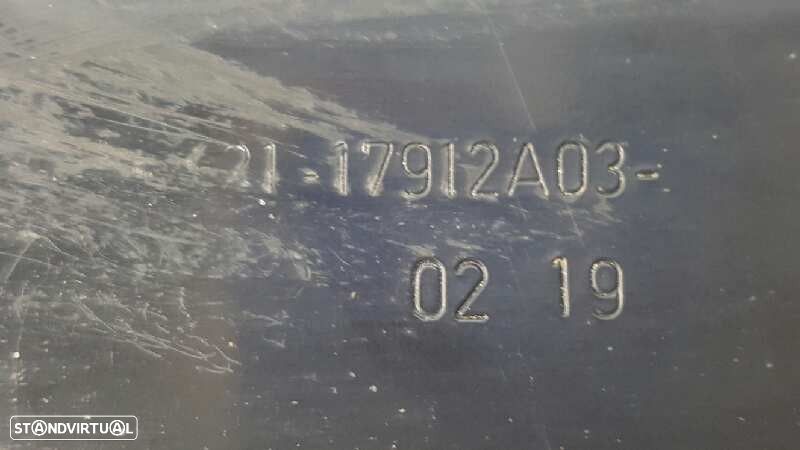 21-17912A03-
02 19
STANDVIRTUAL